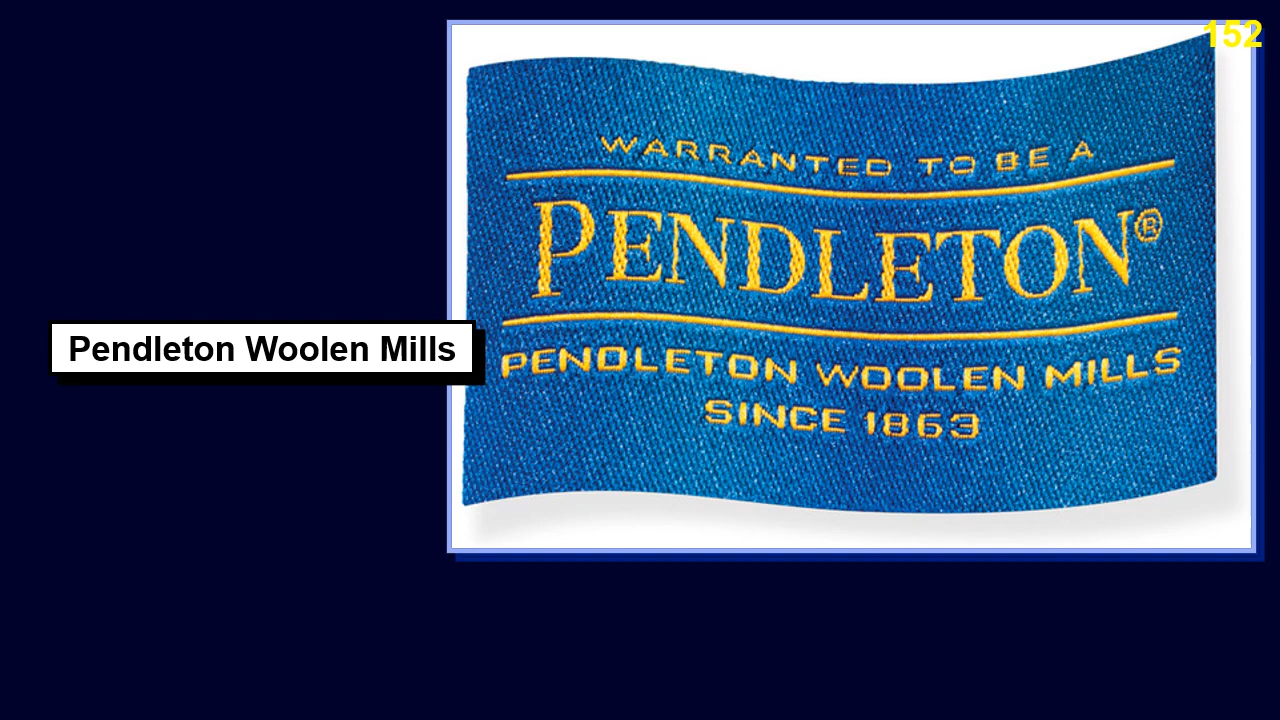 152
WARRANTED TO BE A
PENDLETON®
PENDLETON WOOLEN MILLS
SINCE 1863
Pendleton Woolen Mills